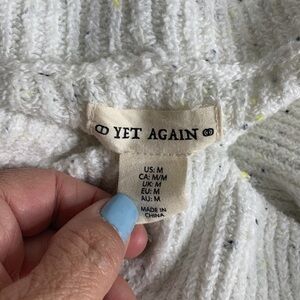 YET AGAIN
US: M
CA: M/M
UK: M
EU: M
AU: M
MADE IN
CHINA